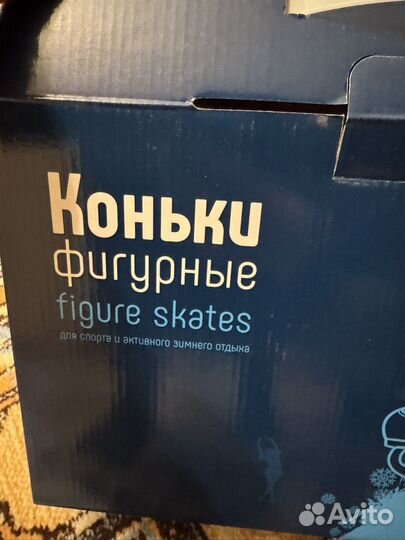 Коньки
фигурные
figure skates
для спорта и активного зимнего отдыха
Avito